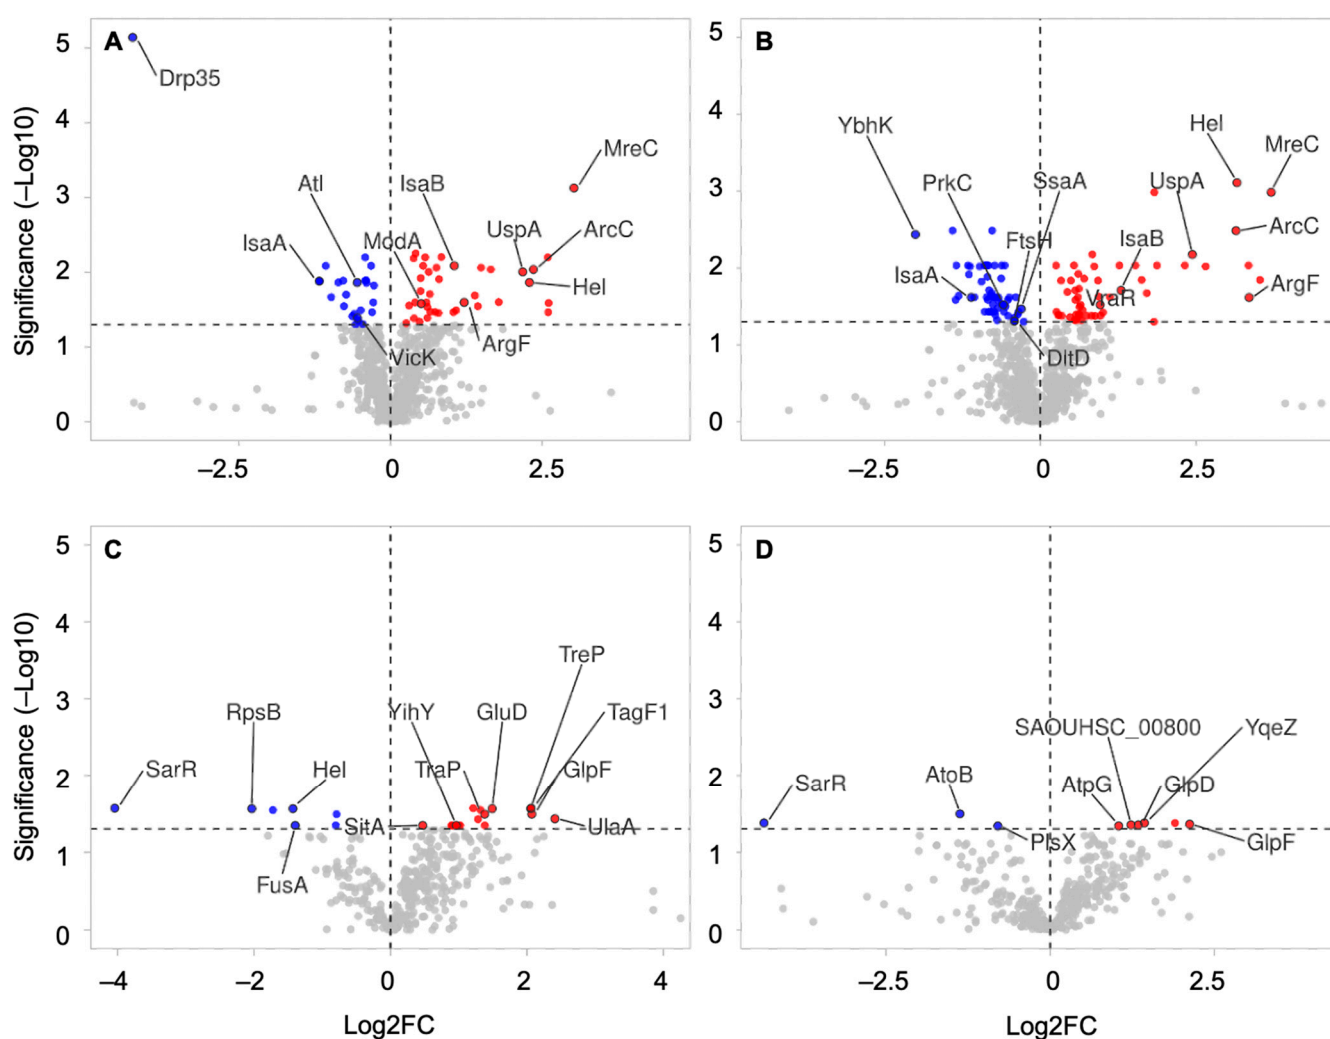 A
5
Drp35
4
MreC
3
Atl
IsaB
UspA
ArcC
IsaA
ModA
2
Hel
ArgF
VicK
1
0
–2.5
0
2.5
Significance (–Log10)
B
5
4
YbhK
Hel
MreC
3
PrkC
SsaA
UspA
ArcC
FtsH
IsaB
2
IsaA
VraR
ArgF
DltD
1
0
–2.5
0
2.5
C
5
4
TreP
3
RpsB
YihY
GluD
TagF1
2
SarR
Hel
TraP
GlpF
SitA
UlaA
1
FusA
0
–4
–2
0
2
4
Significance (–Log10)
Log2FC
D
5
4
3
SAOUHSC_00800
YqeZ
2
SarR
AtoB
AtpG
GlpD
PlsX
GlpF
1
0
–2.5
0
2.5
Log2FC